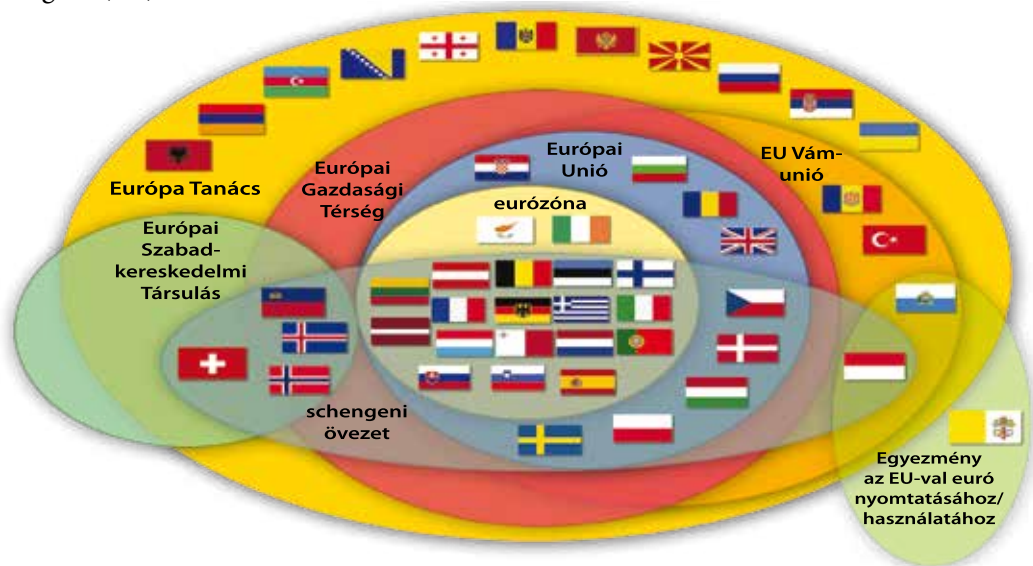 Európa Tanács
Európai
Gazdasági
Térség
Európai
Unió
EU Vám-
unió
eurózóna
Európai
Szabad-
kereskedelmi
Társulás
schengeni
övezet
Egyezmény
az EU-val euró
nyomtatásához/
használatához